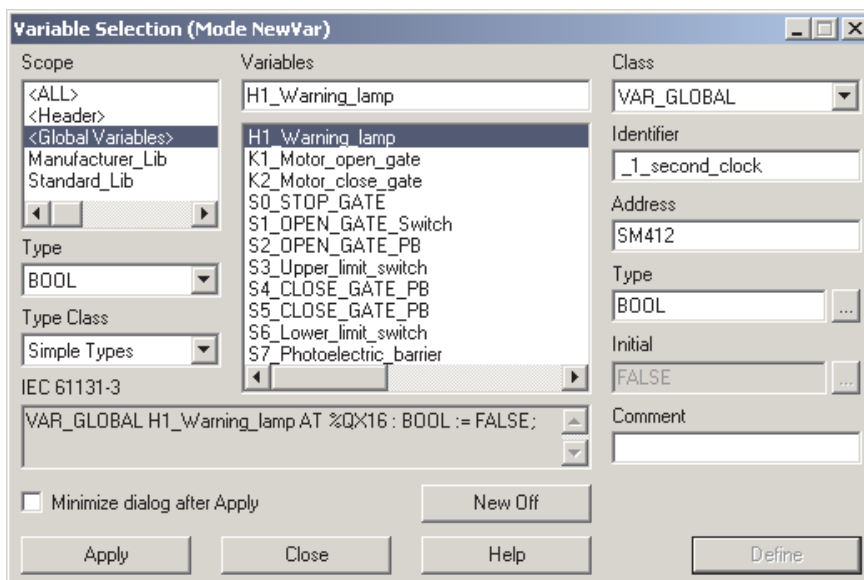 Variable Selection (Mode NewVar)
Scope
<ALL>
<Header>
<Global Variables>
Manufacturer_Lib
Standard_Lib
Type
BOOL
Type Class
Simple Types
IEC 61131-3
VAR_GLOBAL H1_Warning_lamp AT %QX16 : BOOL := FALSE;
Variables
H1_Warning_lamp
H1_Warning_lamp
K1_Motor_open_gate
K2_Motor_close_gate
S0_STOP_GATE
S1_OPEN_GATE_Switch
S2_OPEN_GATE_PB
S3_Upper_limit_switch
S4_CLOSE_GATE_PB
S5_CLOSE_GATE_PB
S6_Lower_limit_switch
S7_Photoelectric_barrier
Class
VAR_GLOBAL
Identifier
_1_second_clock
Address
SM412
Type
BOOL
...
Initial
FALSE
...
Comment
Minimize dialog after Apply
New Off
Apply
Close
Help
Define